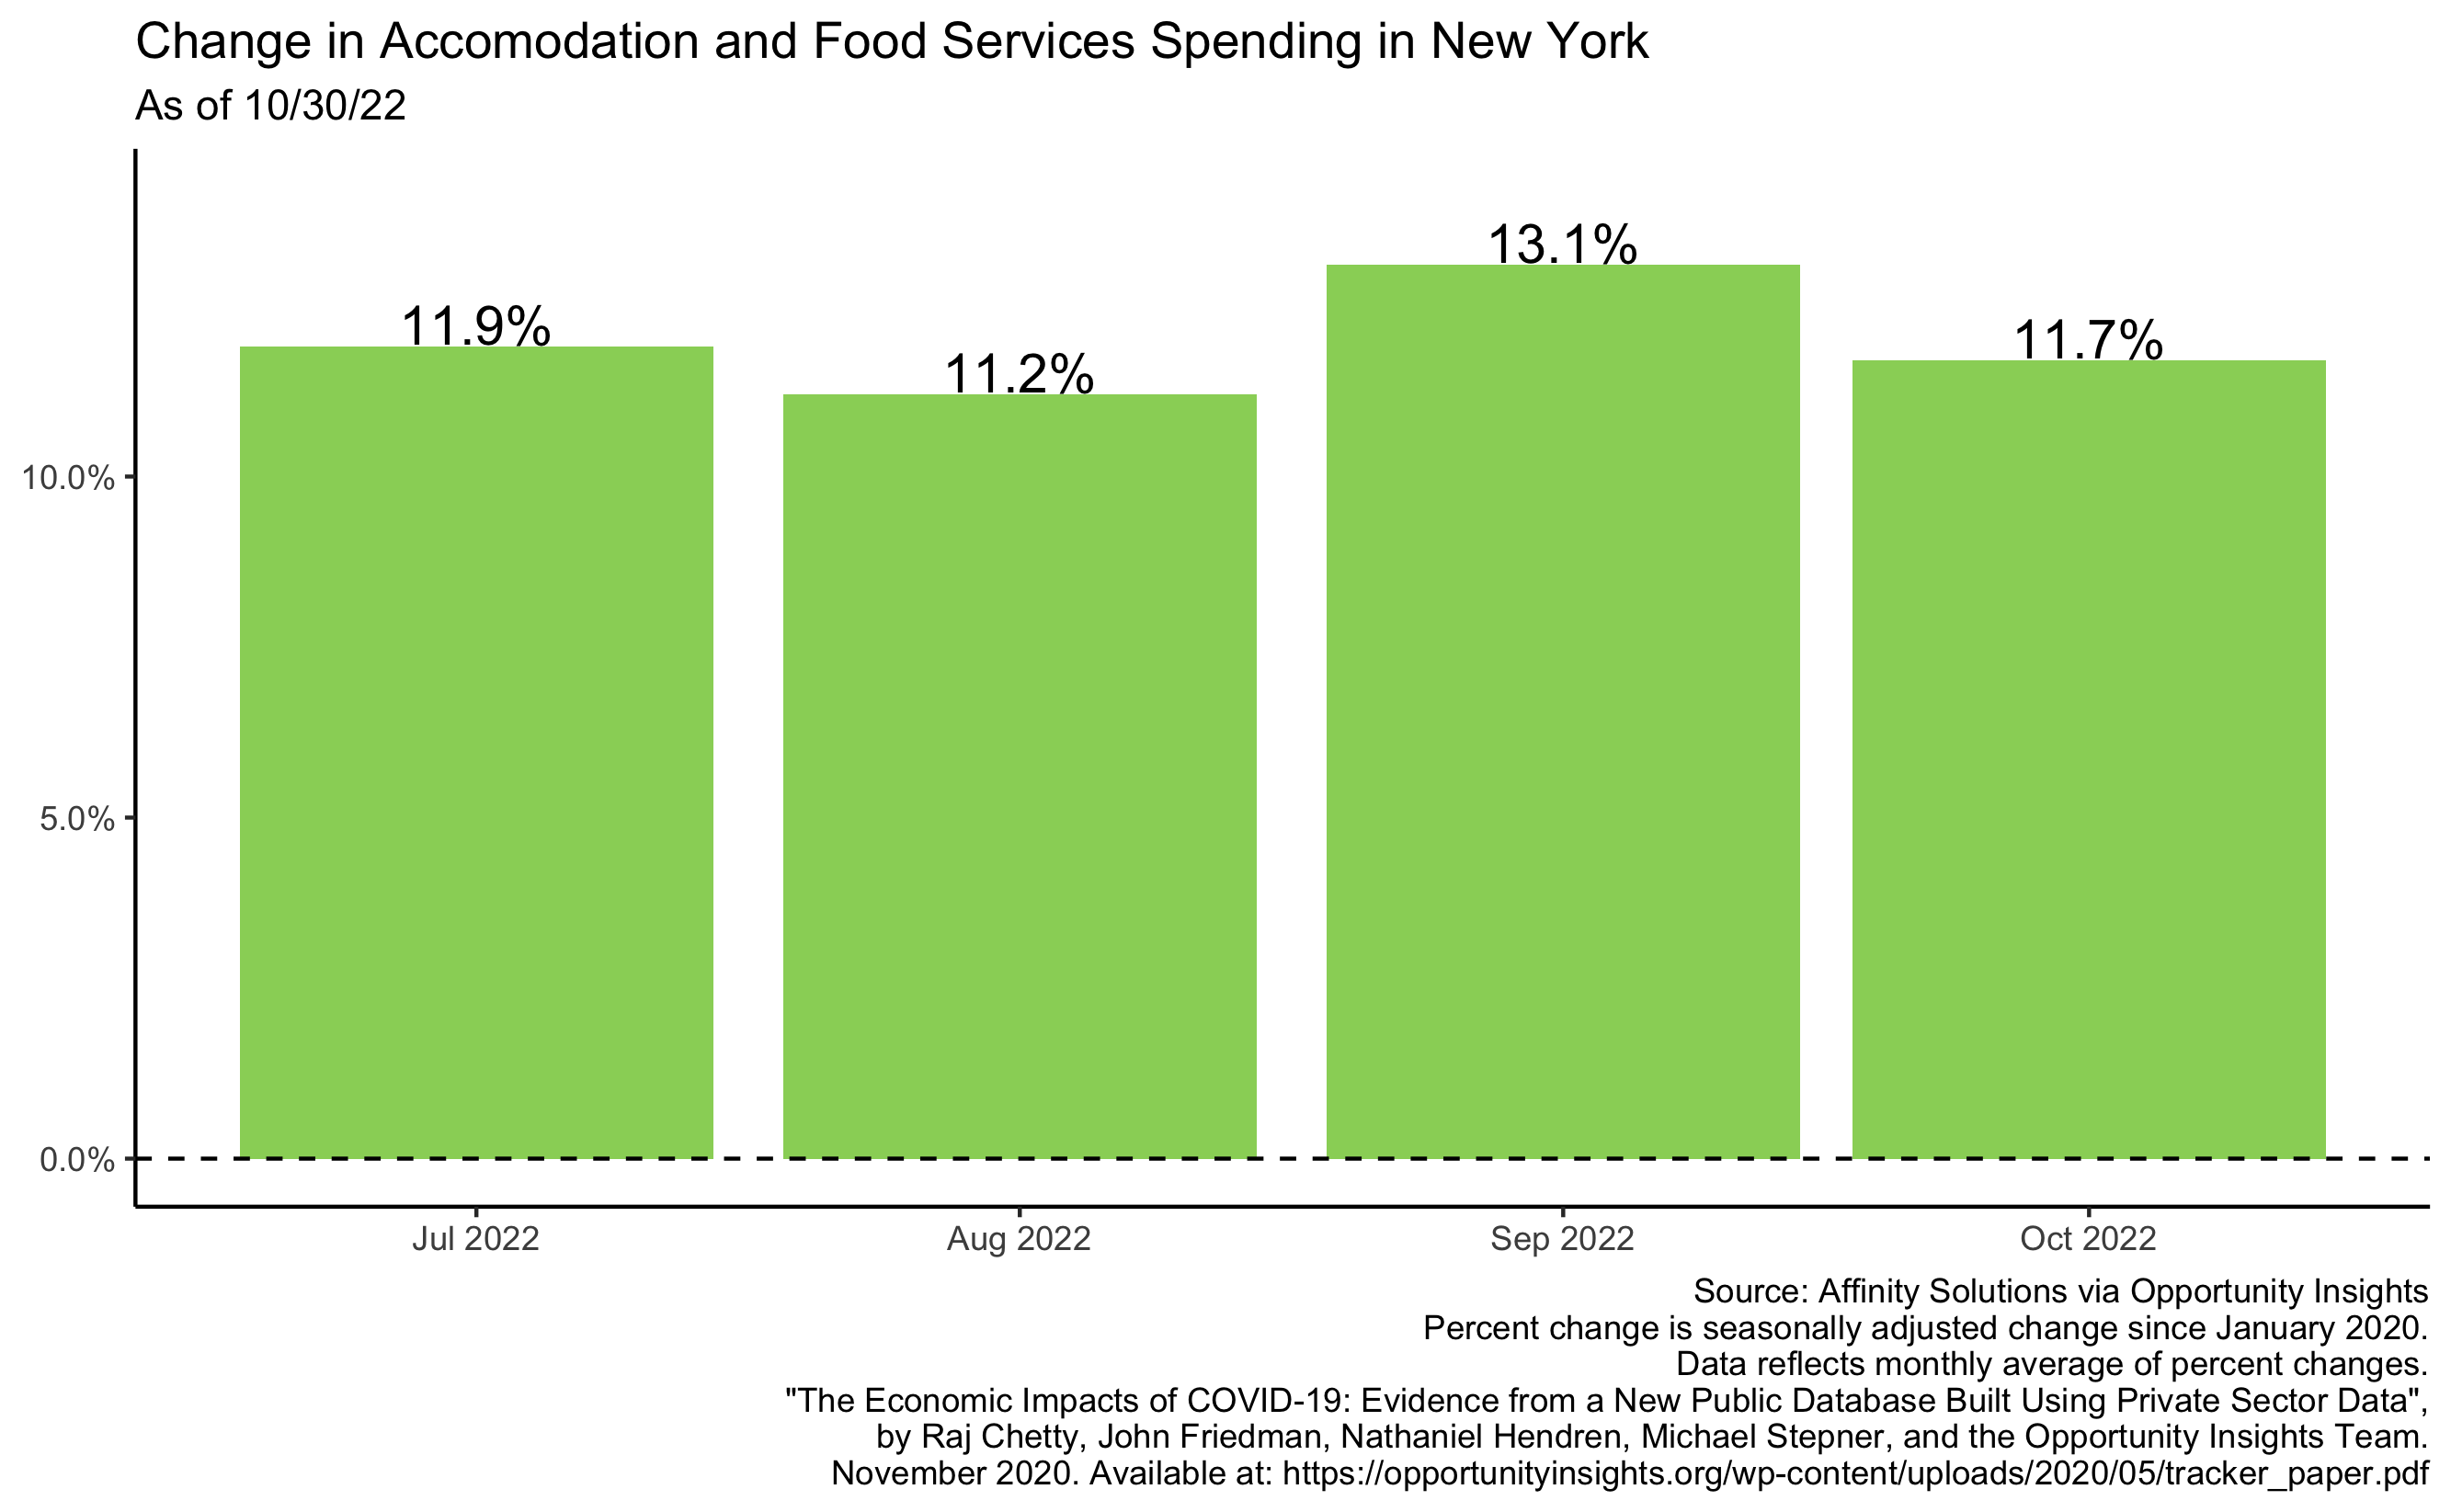 Change in Accomodation and Food Services Spending in New York
As of 10/30/22
13.1%
11.9%
11.7%
11.2%
10.0%
5.0%
0.0%
Jul 2022 Aug 2022 Sep 2022 Oct 2022
Source: Affinity Solutions via Opportunity Insights
Percent change is seasonally adjusted change since January 2020.
Data reflects monthly average of percent changes.
"The Economic Impacts of COVID-19: Evidence from a New Public Database Built Using Private Sector Data",
by Raj Chetty, John Friedman, Nathaniel Hendren, Michael Stepner, and the Opportunity Insights Team.
November 2020. Available at: https://opportunityinsights.org/wp-content/uploads/2020/05/tracker_paper.pdf